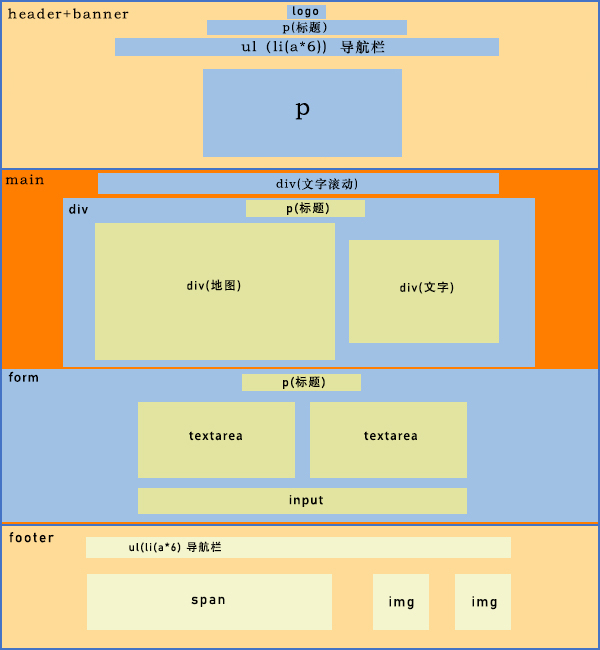 header+banner
logo
p(标题)
ul (li(a*6)) 导航栏
p
main
div(文字滚动)
div
p(标题)
div(地图)
div(文字)
form
p(标题)
textarea
textarea
input
footer
ul(li(a*6) 导航栏
span
img
img